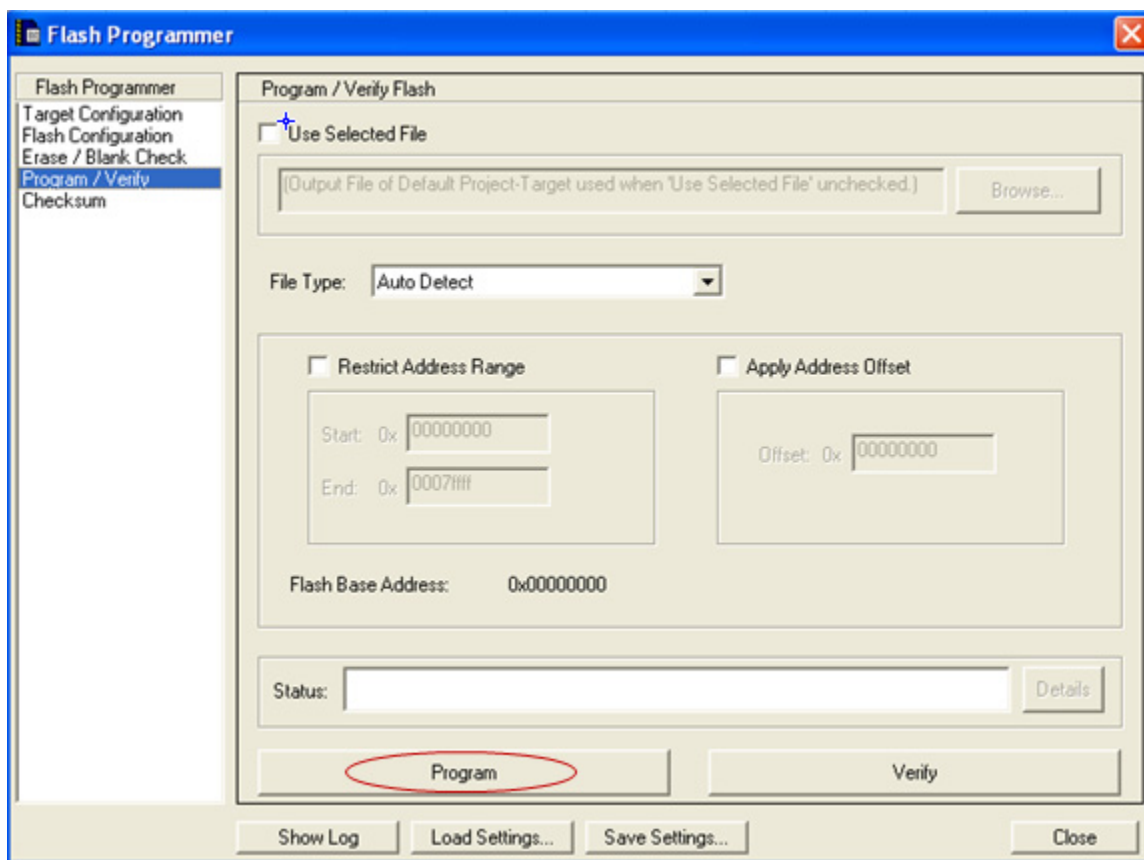 Flash Programmer
Flash Programmer
Target Configuration
Flash Configuration
Erase / Blank Check
Program / Verify
Checksum
Program / Verify Flash
Use Selected File
(Output File of Default Project-Target used when 'Use Selected File' unchecked.)
Browse...
File Type: Auto Detect
Restrict Address Range
Start: 0x 00000000
End: 0x 0007ffff
Apply Address Offset
Offset: 0x 00000000
Flash Base Address: 0x00000000
Status:
Details
Program
Verify
Show Log
Load Settings...
Save Settings...
Close